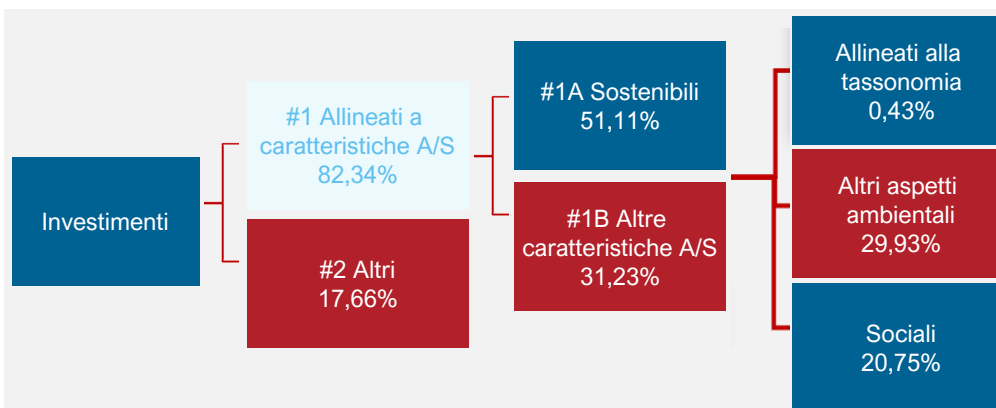 Investimenti
#1 Allineati a
caratteristiche A/S
82,34%
#2 Altri
17,66%
#1A Sostenibili
51,11%
#1B Altre
caratteristiche A/S
31,23%
Allineati alla
tassonomia
0,43%
Altri aspetti
ambientali
29,93%
Sociali
20,75%